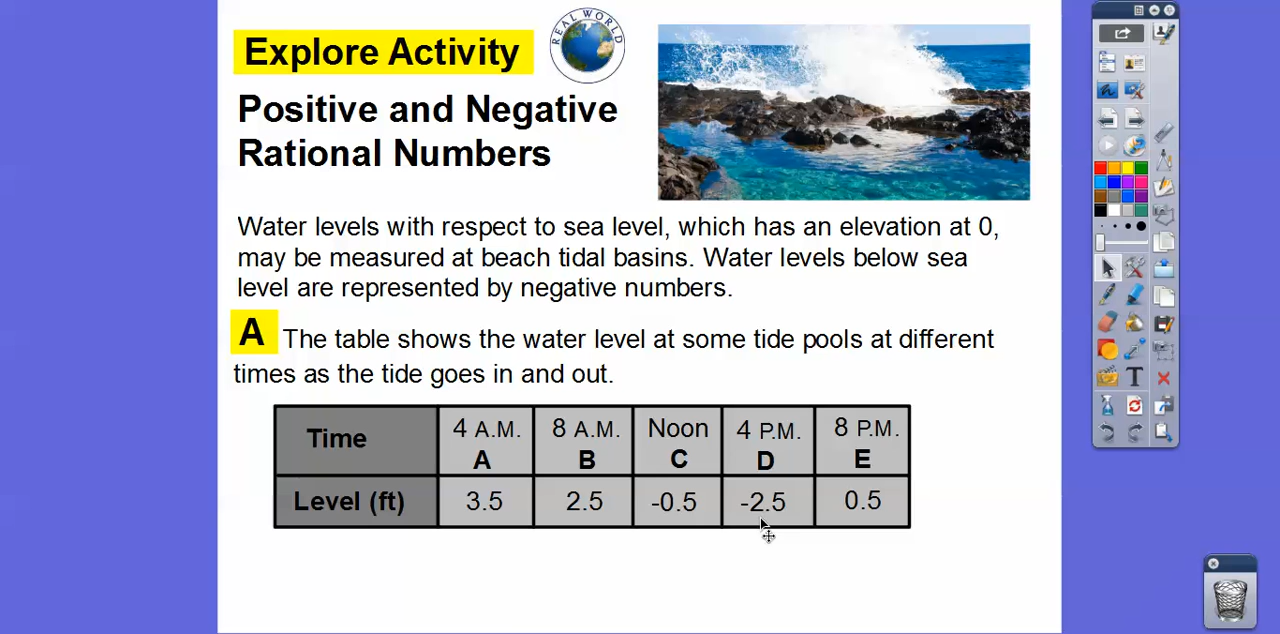 Explore Activity
REAL WORLD
Positive and Negative
Rational Numbers
Water levels with respect to sea level, which has an elevation at 0,
may be measured at beach tidal basins. Water levels below sea
level are represented by negative numbers.
A The table shows the water level at some tide pools at different
times as the tide goes in and out.
Time 4 A.M. 8 A.M. Noon 4 P.M. 8 P.M.
A B C D E
Level (ft) 3.5 2.5 -0.5 -2.5 0.5
T